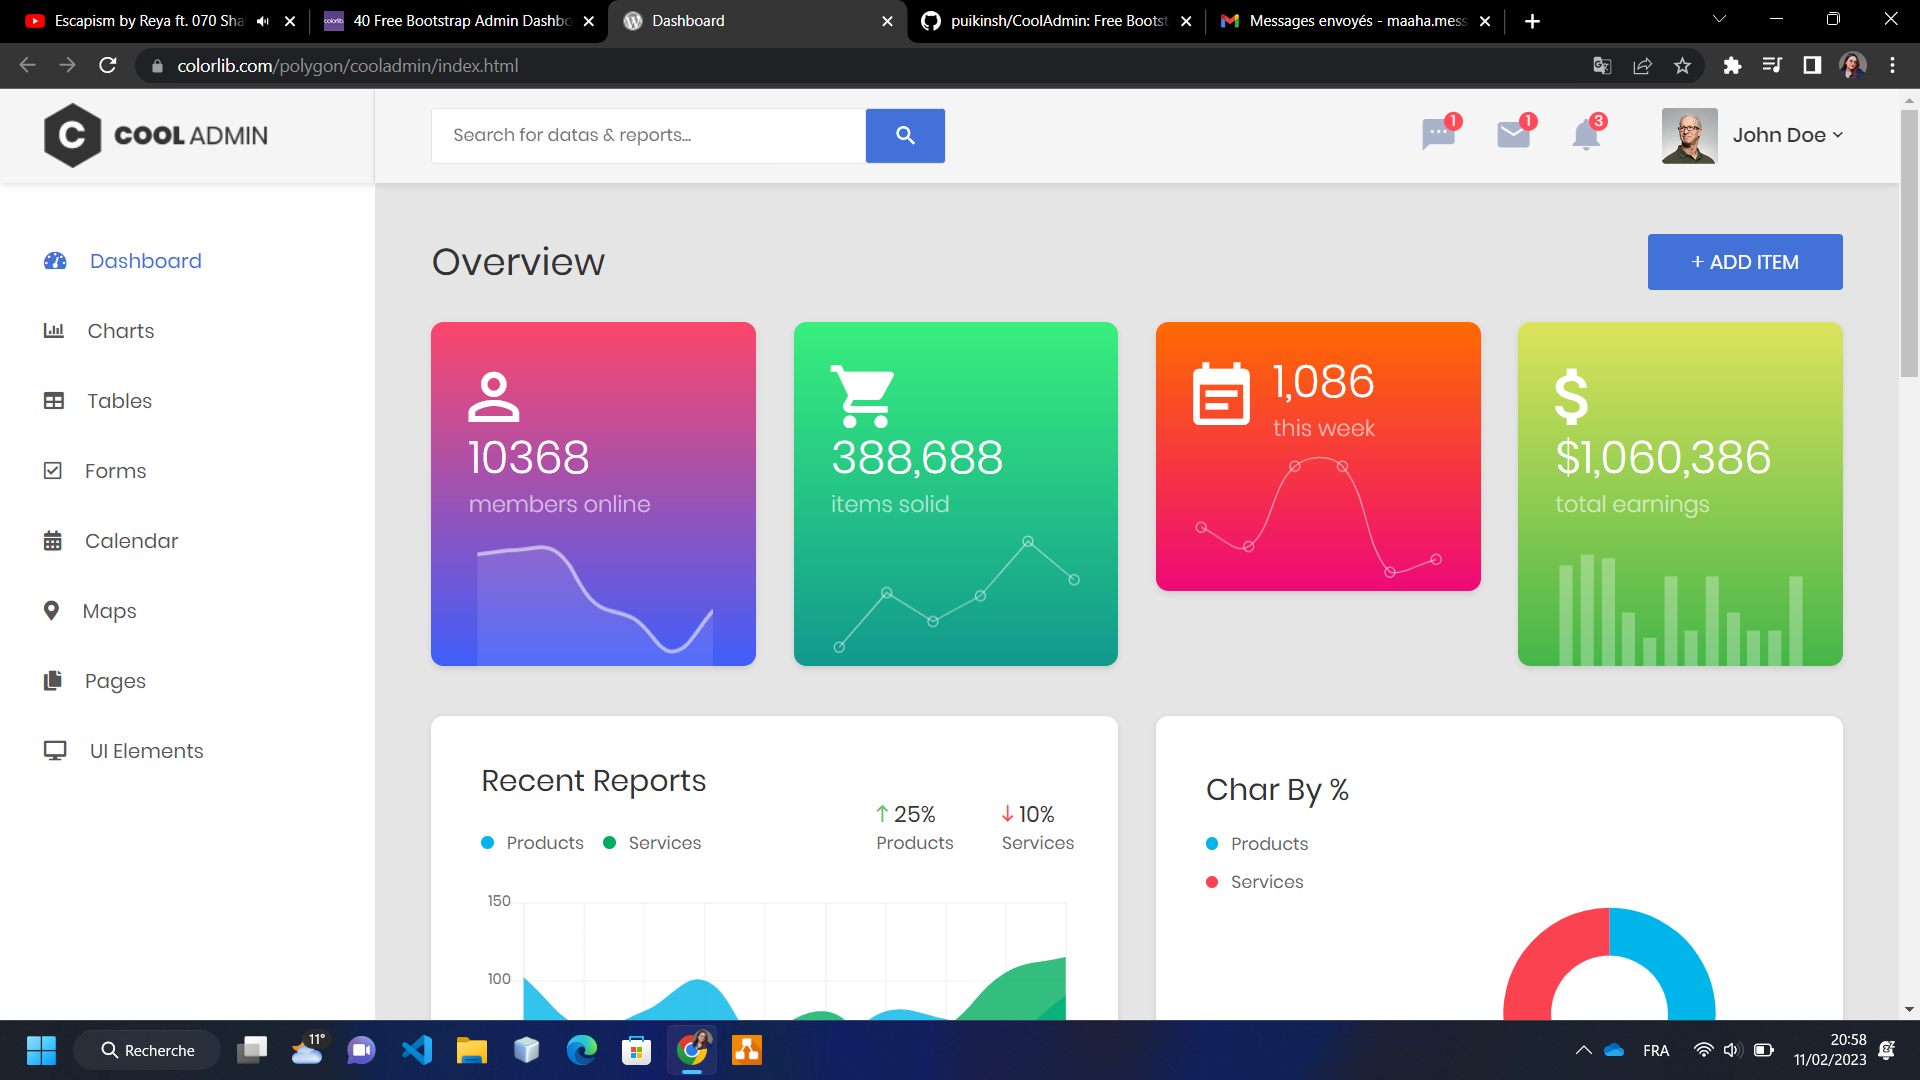 Escapism by Reya ft. 070 Sha
40 Free Bootstrap Admin Dashbo
Dashboard
puikinsh/CoolAdmin: Free Bootst
Messages envoyés - maaha.mess
colorlib.com/polygon/cooladmin/index.html
C COOL ADMIN
Search for datas & reports...
1
1
3
John Doe
Dashboard
Charts
Tables
Forms
Calendar
Maps
Pages
UI Elements
Overview
+ ADD ITEM
10368
members online
388,688
items solid
1,086
this week
$
$1,060,386
total earnings
Recent Reports
Products
Services
25%
Products
10%
Services
150
100
Char By %
Products
Services
Recherche
11°
FRA
20:58
11/02/2023